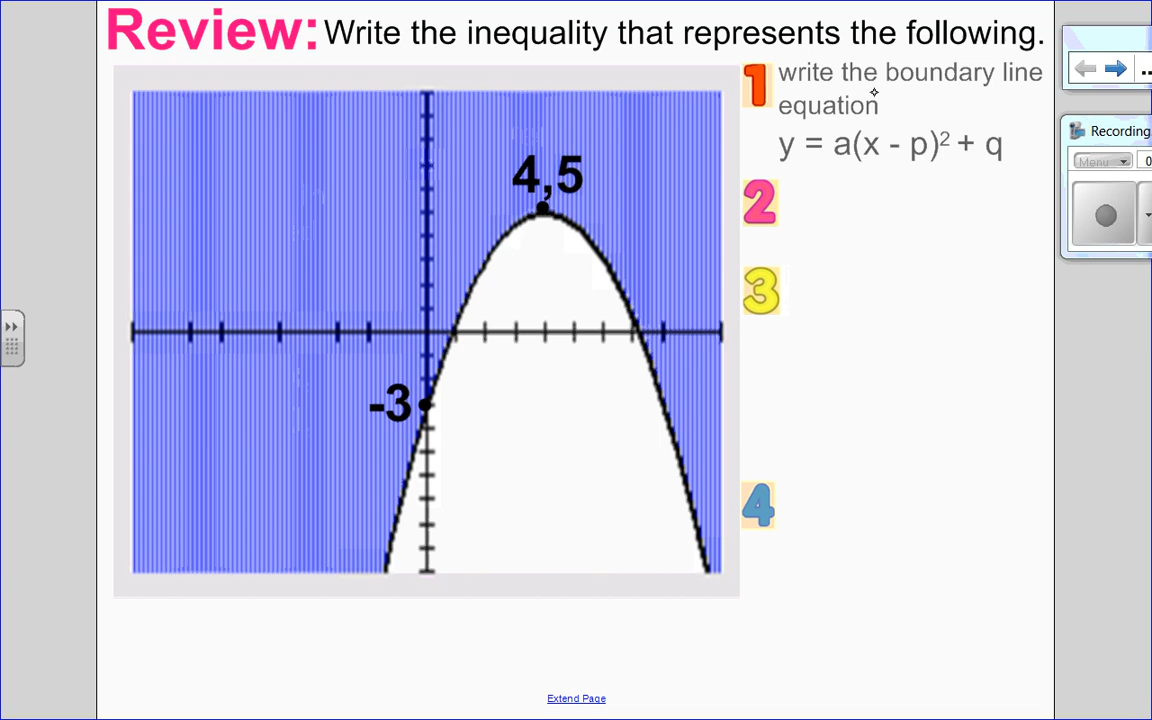 Review: Write the inequality that represents the following.
1 write the boundary line
equation
y = a(x - p)² + q
4,5
2
3
-3
4
Extend Page
Recording
Menu
0